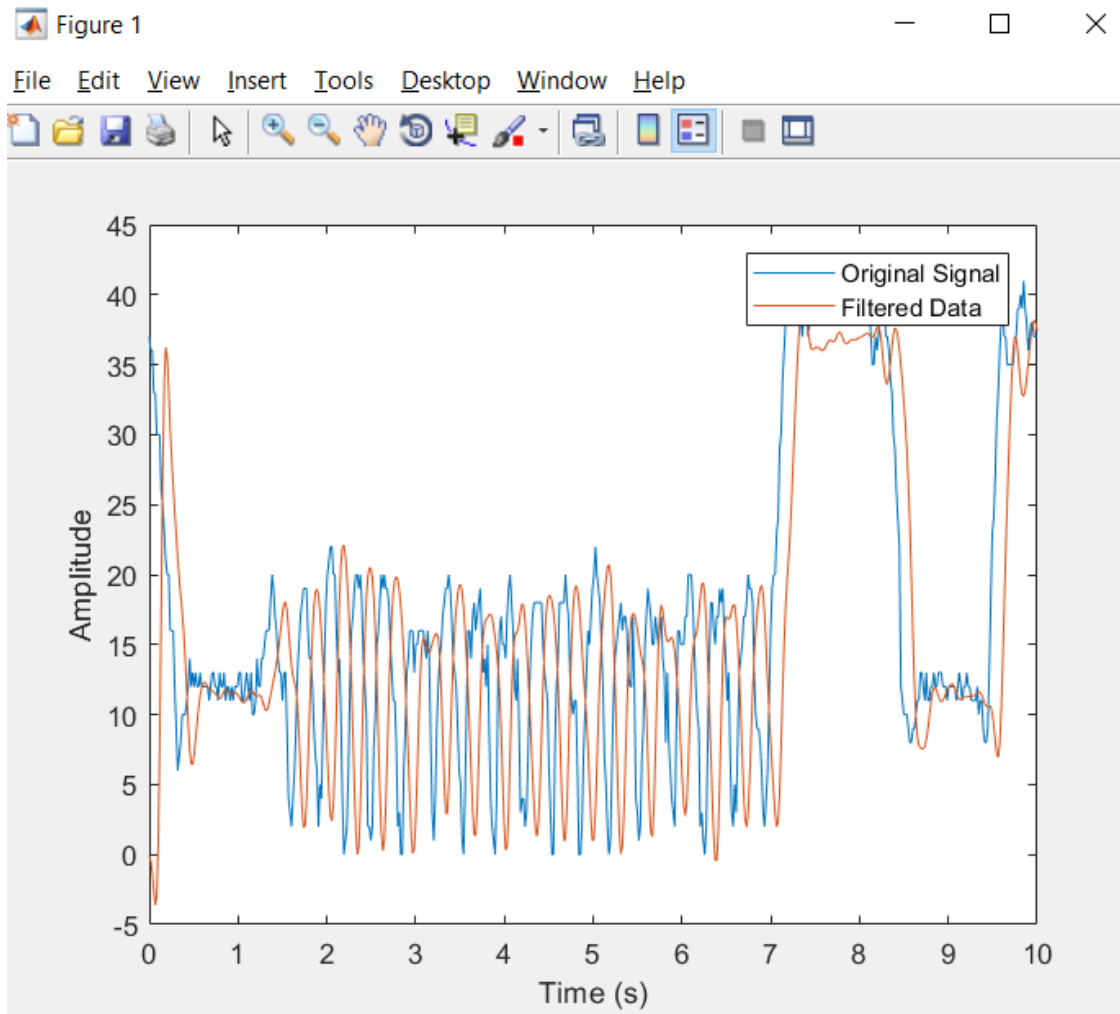 Figure 1
File Edit View Insert Tools Desktop Window Help
45
40
35
30
25
20
15
10
5
0
-5
Amplitude
Original Signal
Filtered Data
0 1 2 3 4 5 6 7 8 9 10
Time (s)